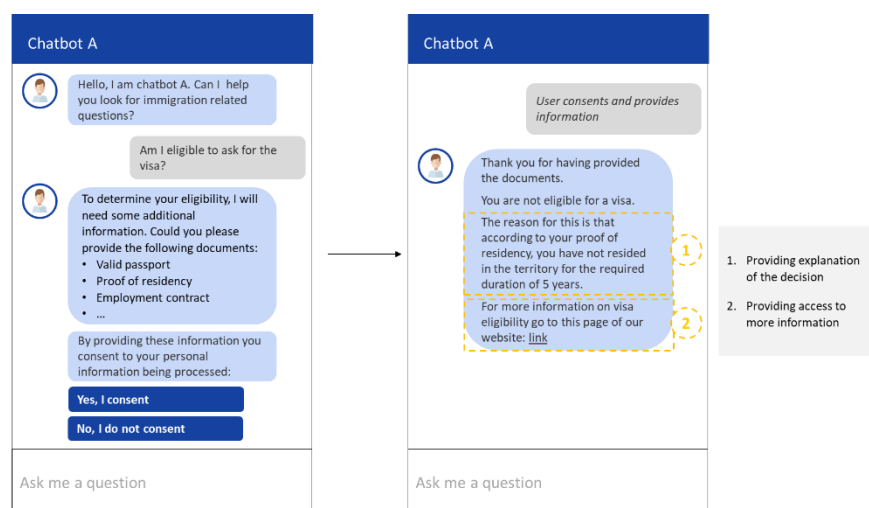 Chatbot A
Hello, I am chatbot A. Can I help
you look for immigration related
questions?
Am I eligible to ask for the
visa?
To determine your eligibility, I will
need some additional
information. Could you please
provide the following documents:
• Valid passport
• Proof of residency
• Employment contract
• ...
By providing these information you
consent to your personal
information being processed:
Yes, I consent
No, I do not consent
Ask me a question
Chatbot A
User consents and provides
information
Thank you for having provided
the documents.
You are not eligible for a visa.
The reason for this is that
according to your proof of
residency, you have not resided
in the territory for the required
duration of 5 years.
1
For more information on visa
eligibility go to this page of our
website: link
2
Ask me a question
1. Providing explanation
of the decision
2. Providing access to
more information